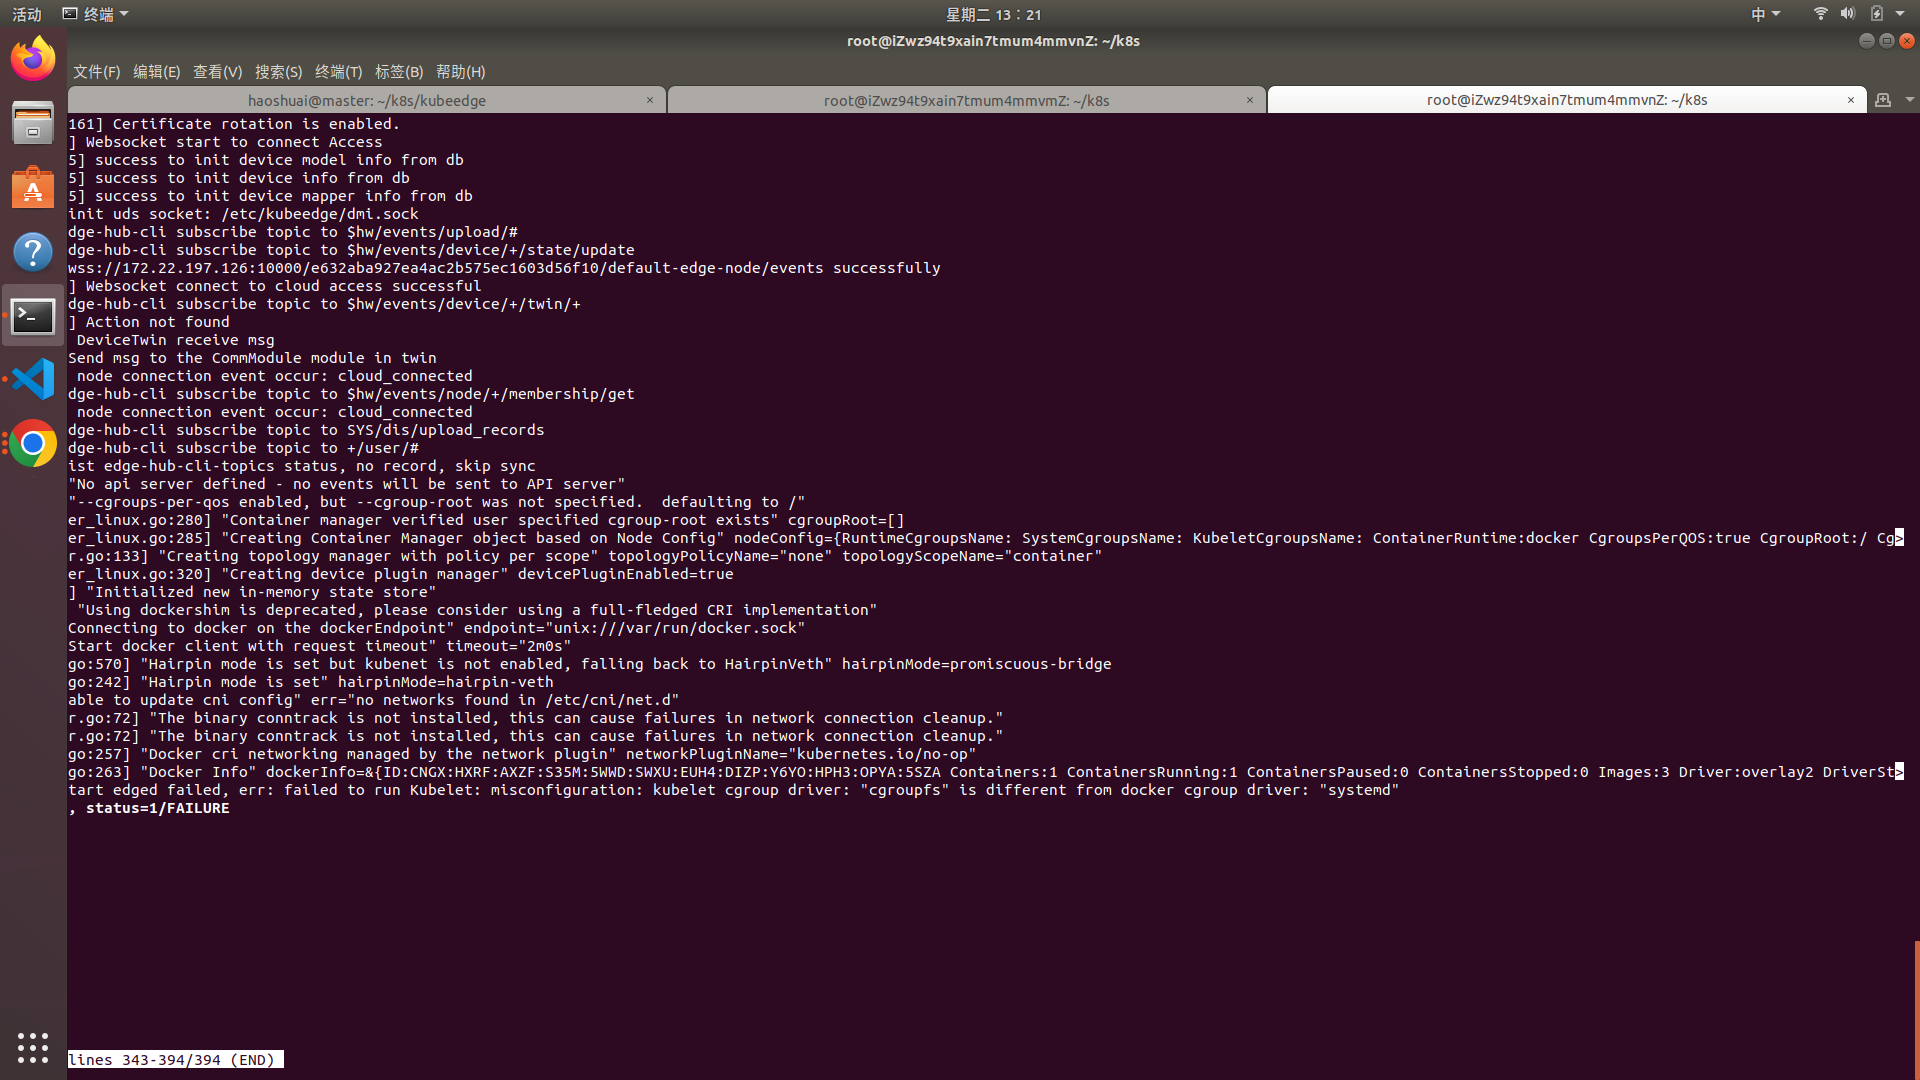 活动
终端
星期二 13：21
中
root@iZwz94t9xain7tmum4mmvnZ: ~/k8s
文件(F) 编辑(E) 查看(V) 搜索(S) 终端(T) 标签(B) 帮助(H)
haoshuai@master: ~/k8s/kubeedge
root@iZwz94t9xain7tmum4mmvmZ: ~/k8s
root@iZwz94t9xain7tmum4mmvnZ: ~/k8s
161] Certificate rotation is enabled.
] Websocket start to connect Access
5] success to init device model info from db
5] success to init device info from db
5] success to init device mapper info from db
init uds socket: /etc/kubeedge/dmi.sock
dge-hub-cli subscribe topic to $hw/events/upload/#
dge-hub-cli subscribe topic to $hw/events/device/+/state/update
wss://172.22.197.126:10000/e632aba927ea4ac2b575ec1603d56f10/default-edge-node/events successfully
] Websocket connect to cloud access successful
dge-hub-cli subscribe topic to $hw/events/device/+/twin/+
] Action not found
 DeviceTwin receive msg
Send msg to the CommModule module in twin
 node connection event occur: cloud_connected
dge-hub-cli subscribe topic to $hw/events/node/+/membership/get
 node connection event occur: cloud_connected
dge-hub-cli subscribe topic to SYS/dis/upload_records
dge-hub-cli subscribe topic to +/user/#
ist edge-hub-cli-topics status, no record, skip sync
"No api server defined - no events will be sent to API server"
"--cgroups-per-qos enabled, but --cgroup-root was not specified.  defaulting to /"
er_linux.go:280] "Container manager verified user specified cgroup-root exists" cgroupRoot=[]
er_linux.go:285] "Creating Container Manager object based on Node Config" nodeConfig={RuntimeCgroupsName: SystemCgroupsName: KubeletCgroupsName: ContainerRuntime:docker CgroupsPerQOS:true CgroupRoot:/ Cg>
r.go:133] "Creating topology manager with policy per scope" topologyPolicyName="none" topologyScopeName="container"
er_linux.go:320] "Creating device plugin manager" devicePluginEnabled=true
] "Initialized new in-memory state store"
 "Using dockershim is deprecated, please consider using a full-fledged CRI implementation"
Connecting to docker on the dockerEndpoint" endpoint="unix:///var/run/docker.sock"
Start docker client with request timeout" timeout="2m0s"
go:570] "Hairpin mode is set but kubenet is not enabled, falling back to HairpinVeth" hairpinMode=promiscuous-bridge
go:242] "Hairpin mode is set" hairpinMode=hairpin-veth
able to update cni config" err="no networks found in /etc/cni/net.d"
r.go:72] "The binary conntrack is not installed, this can cause failures in network connection cleanup."
r.go:72] "The binary conntrack is not installed, this can cause failures in network connection cleanup."
go:257] "Docker cri networking managed by the network plugin" networkPluginName="kubernetes.io/no-op"
go:263] "Docker Info" dockerInfo=&{ID:CNGX:HXRF:AXZF:S35M:5WWD:SWXU:EUH4:DIZP:Y6YO:HPH3:OPYA:5SZA Containers:1 ContainersRunning:1 ContainersPaused:0 ContainersStopped:0 Images:3 Driver:overlay2 DriverSt>
tart edged failed, err: failed to run Kubelet: misconfiguration: kubelet cgroup driver: "cgroupfs" is different from docker cgroup driver: "systemd"
, status=1/FAILURE
lines 343-394/394 (END)